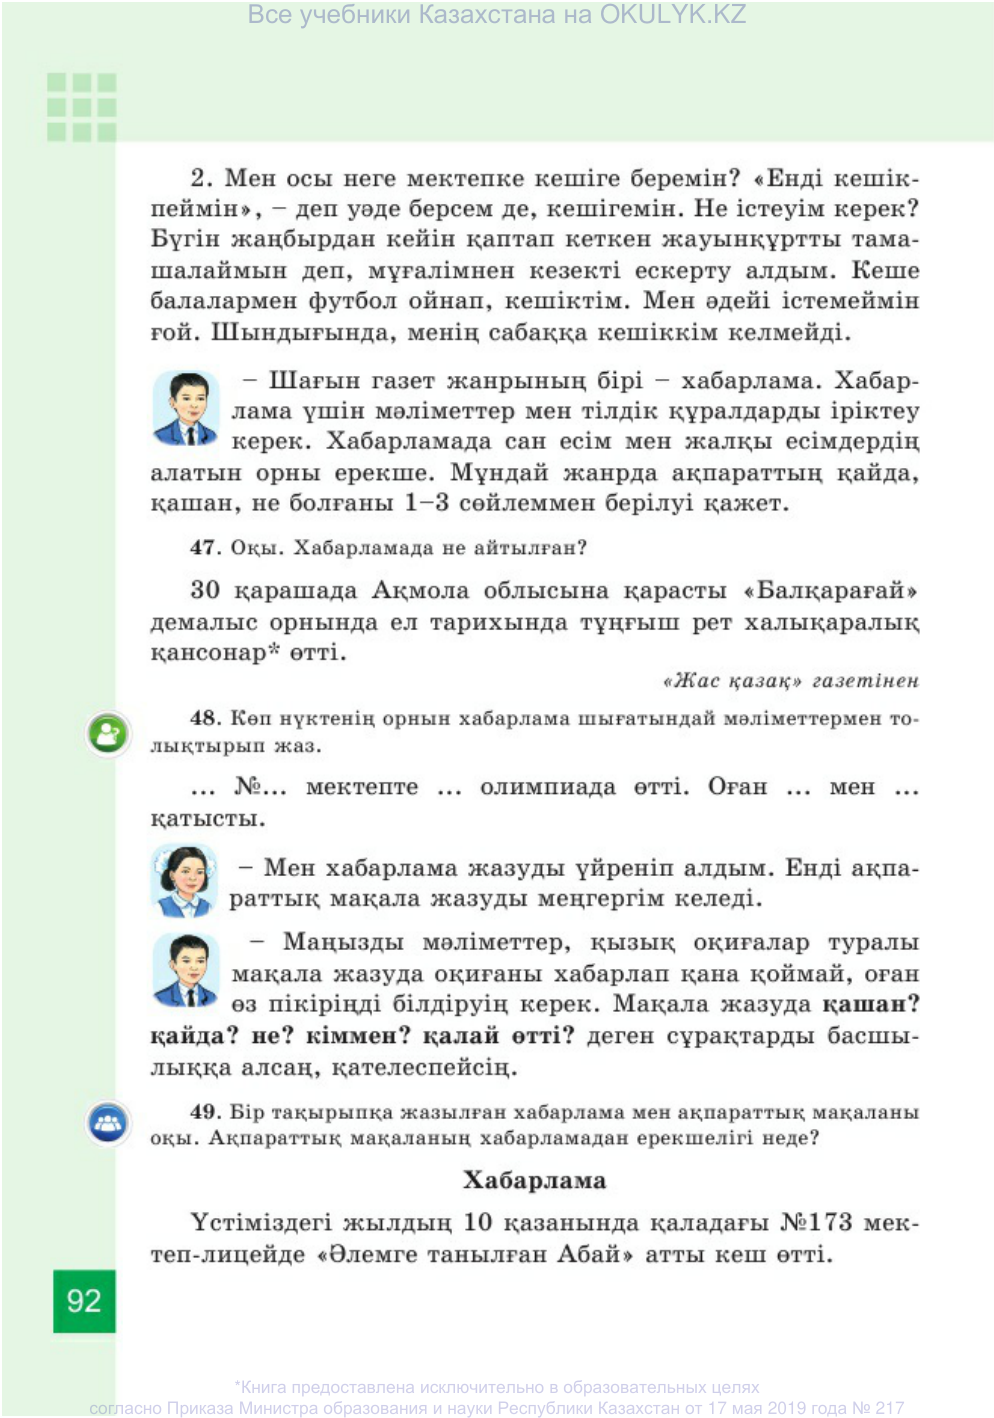 Все учебники Казахстана на OKULYK.KZ
2. Мен осы неге мектепке кешіге беремін? «Енді кешік-
пеймін», – деп уәде берсем де, кешігемін. Не істеуім керек?
Бүгін жаңбырдан кейін қаптап кеткен жауынқұртты тама-
шалаймын деп, мұғалімнен кезекті ескерту алдым. Кеше
балалармен футбол ойнап, кешіктім. Мен әдейі істемеймін
ғой. Шындығында, менің сабаққа кешіккім келмейді.
– Шағын газет жанрының бірі – хабарлама. Хабар-
лама үшін мәліметтер мен тілдік құралдарды іріктеу
керек. Хабарламада сан есім мен жалқы есімдердің
алатын орны ерекше. Мұндай жанрда ақпараттың қайда,
қашан, не болғаны 1–3 сөйлеммен берілуі қажет.
47. Оқы. Хабарламада не айтылған?
30 қарашада Ақмола облысына қарасты «Балқарағай»
демалыс орнында ел тарихында тұңғыш рет халықаралық
қансонар* өтті.
«Жас қазақ» газетінен
48. Көп нүктенің орнын хабарлама шығатындай мәліметтермен то-
лықтырып жаз.
... №... мектепте ... олимпиада өтті. Оған ... мен ...
қатысты.
– Мен хабарлама жазуды үйреніп алдым. Енді ақпа-
раттық мақала жазуды меңгергім келеді.
– Маңызды мәліметтер, қызық оқиғалар туралы
мақала жазуда оқиғаны хабарлап қана қоймай, оған
өз пікіріңді білдіруің керек. Мақала жазуда қашан?
қайда? не? кіммен? қалай өтті? деген сұрақтарды басшы-
лыққа алсаң, қателеспейсің.
49. Бір тақырыпқа жазылған хабарлама мен ақпараттық мақаланы
оқы. Ақпараттық мақаланың хабарламадан ерекшелігі неде?
Хабарлама
Үстіміздегі жылдың 10 қазанында қаладағы №173 мек-
теп-лицейде «Әлемге танылған Абай» атты кеш өтті.
92
*Книга предоставлена исключительно в образовательных целях
согласно Приказа Министра образования и науки Республики Казахстан от 17 мая 2019 года № 217